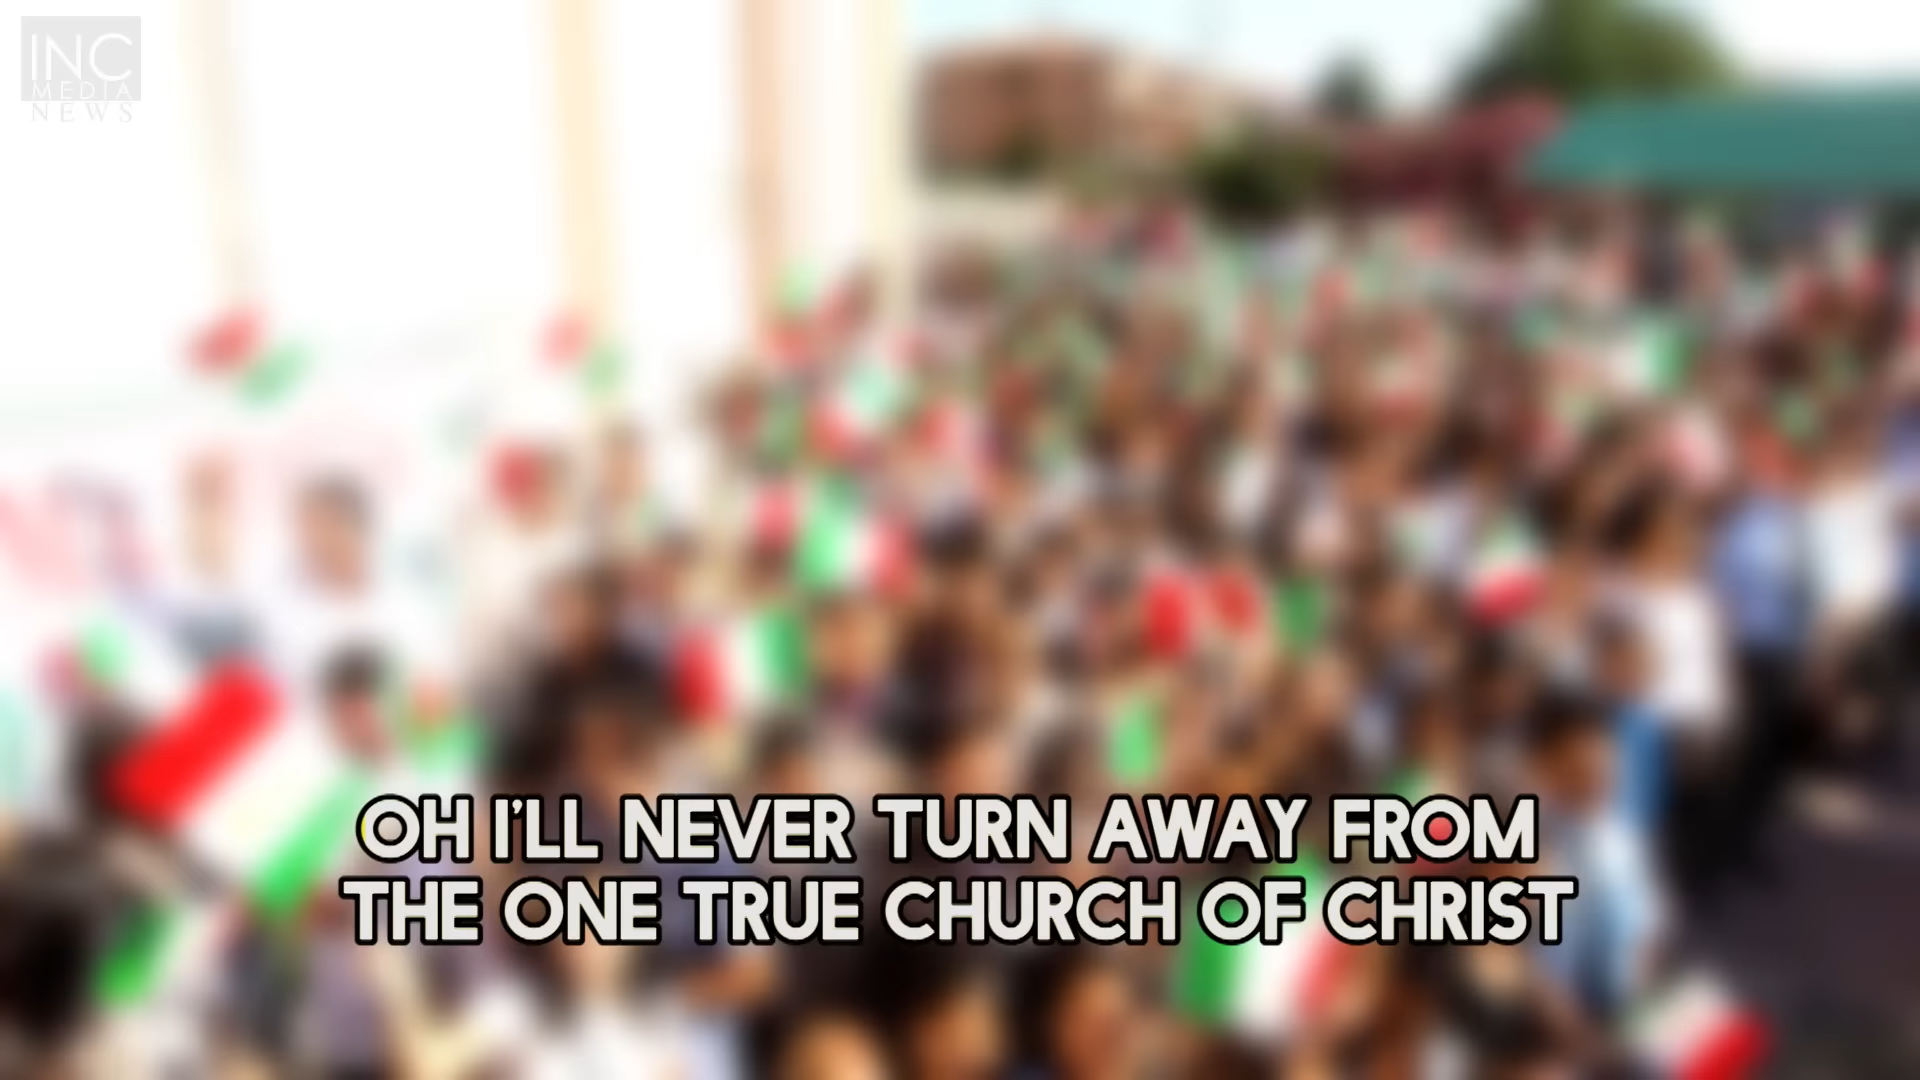 INC
MEDIA
NEWS
OH I'LL NEVER TURN AWAY FROM
THE ONE TRUE CHURCH OF CHRIST